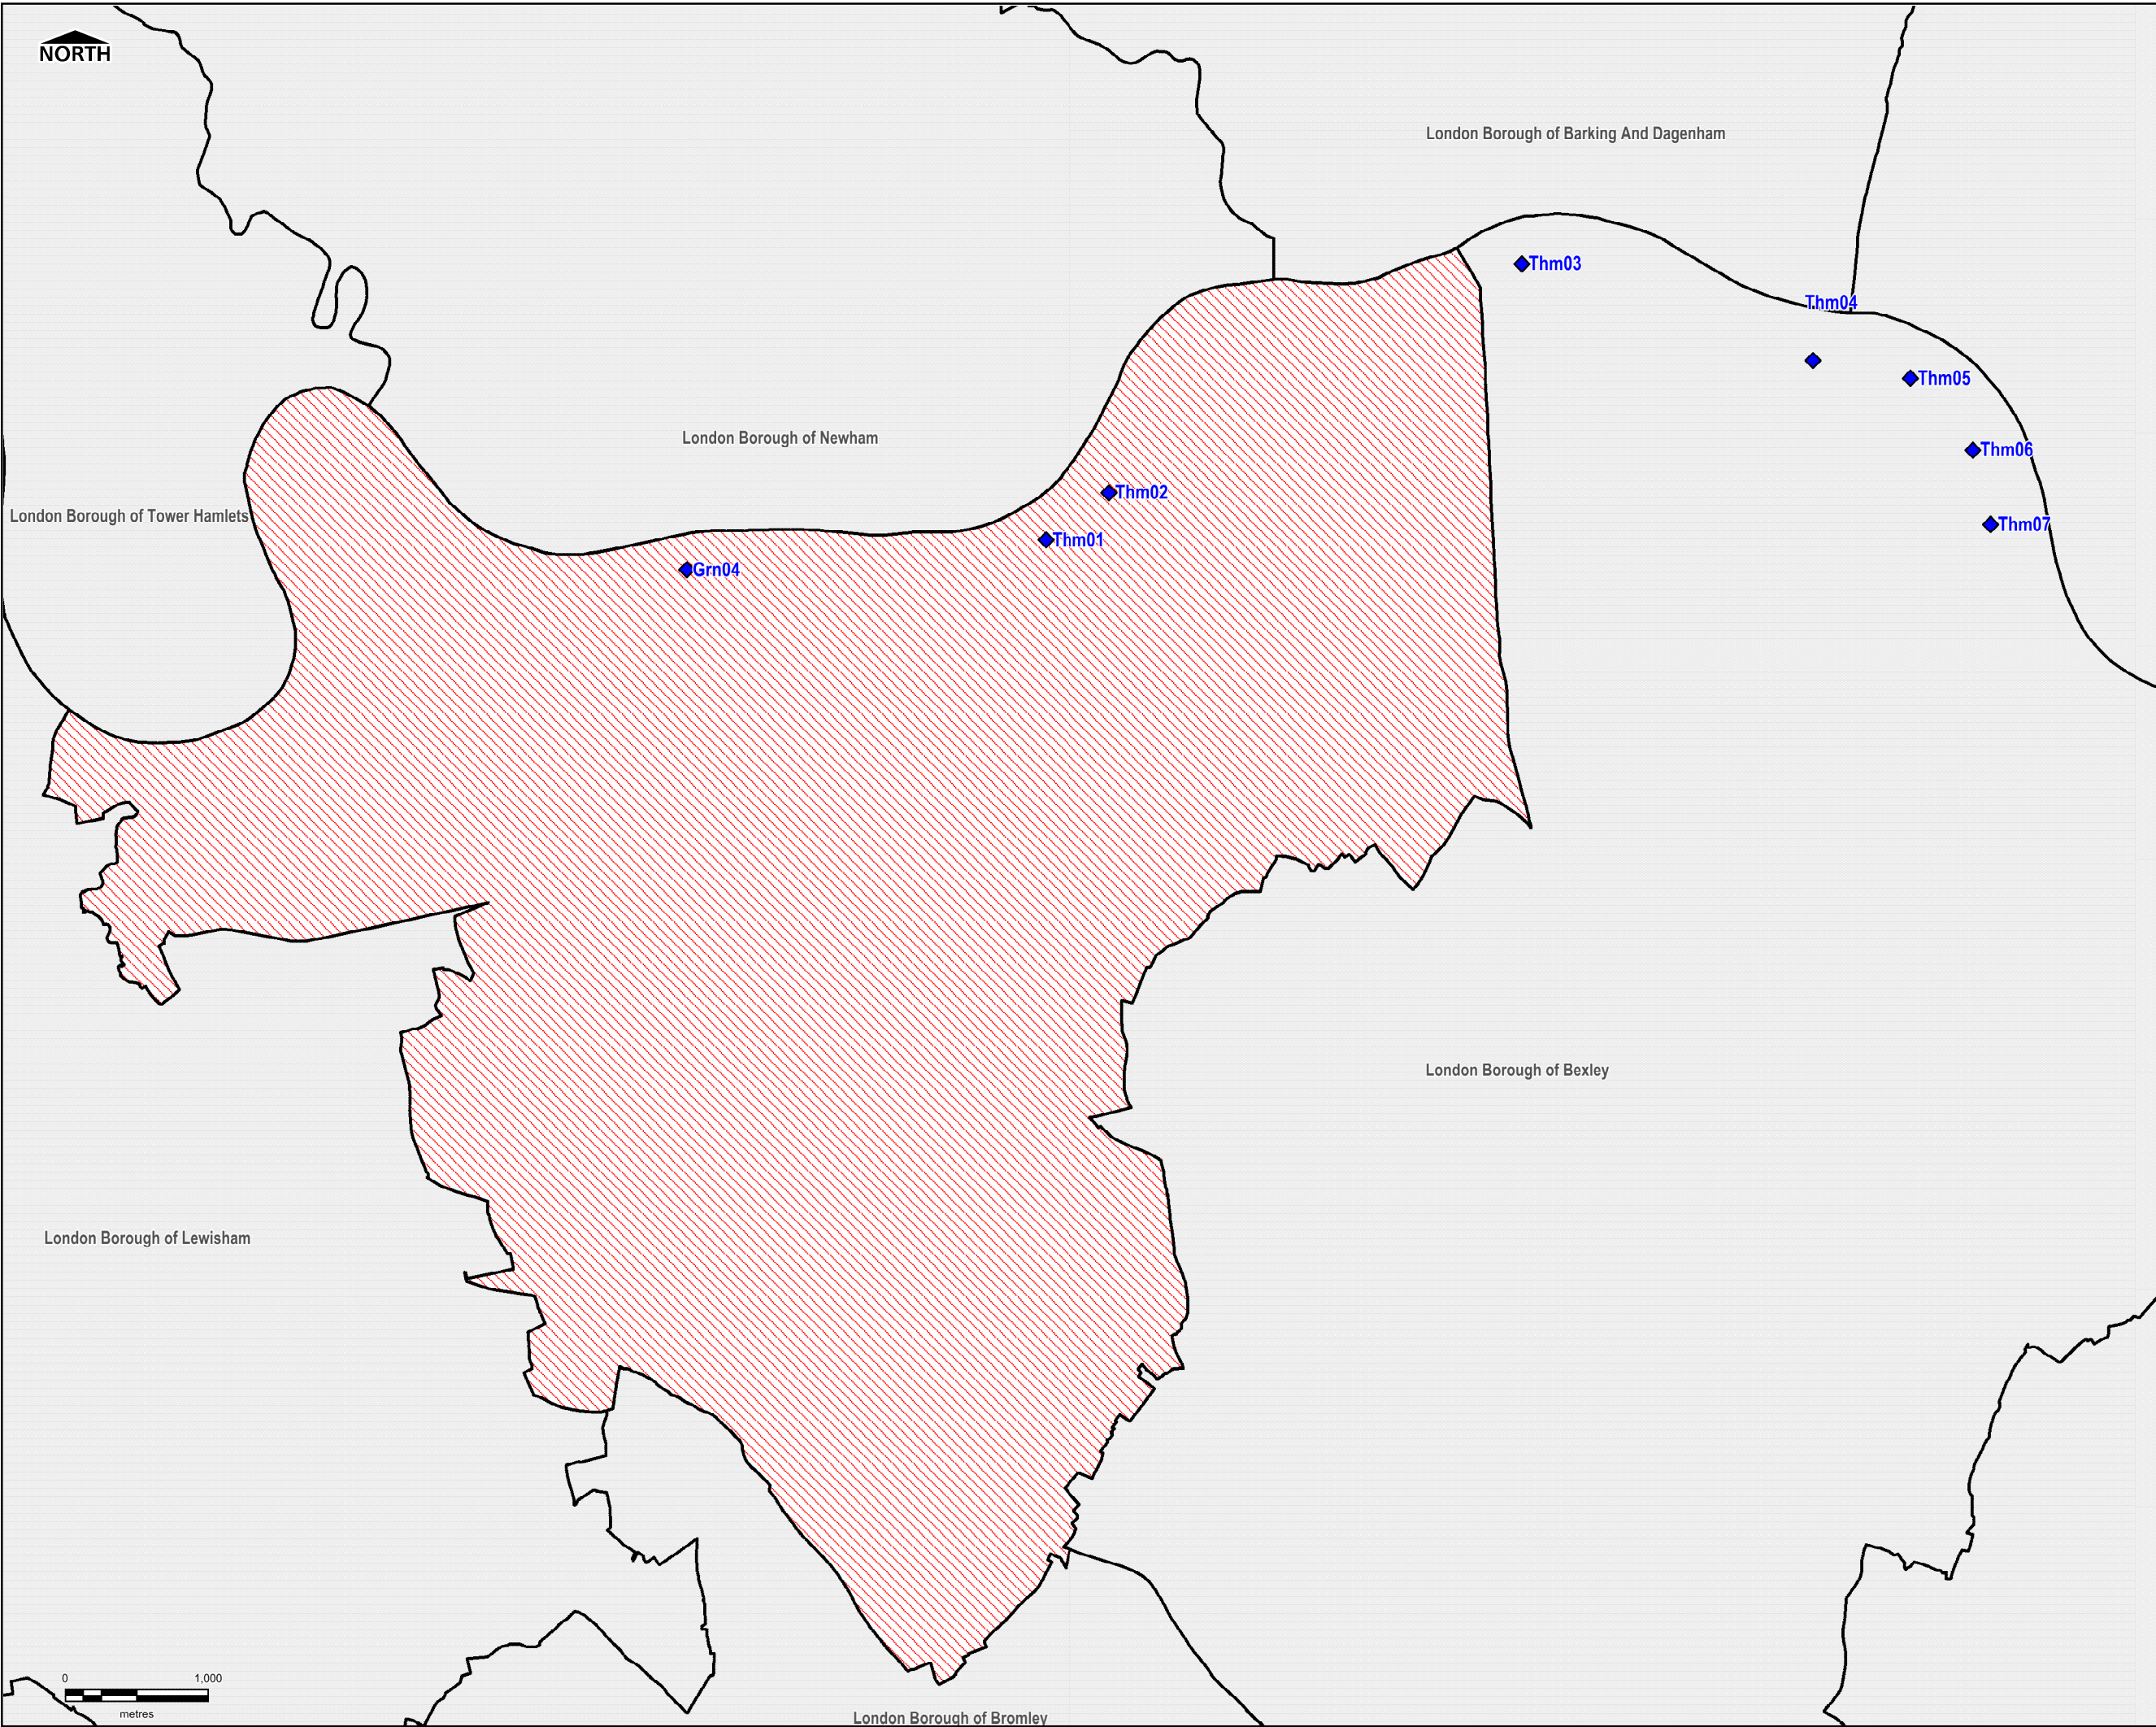 NORTH
London Borough of Barking And Dagenham
Thm03
Thm04
Thm05
London Borough of Newham
Thm06
Thm02
London Borough of Tower Hamlets
Thm07
Thm01
Grn04
London Borough of Bexley
London Borough of Lewisham
0 1,000
metres
London Borough of Bromley